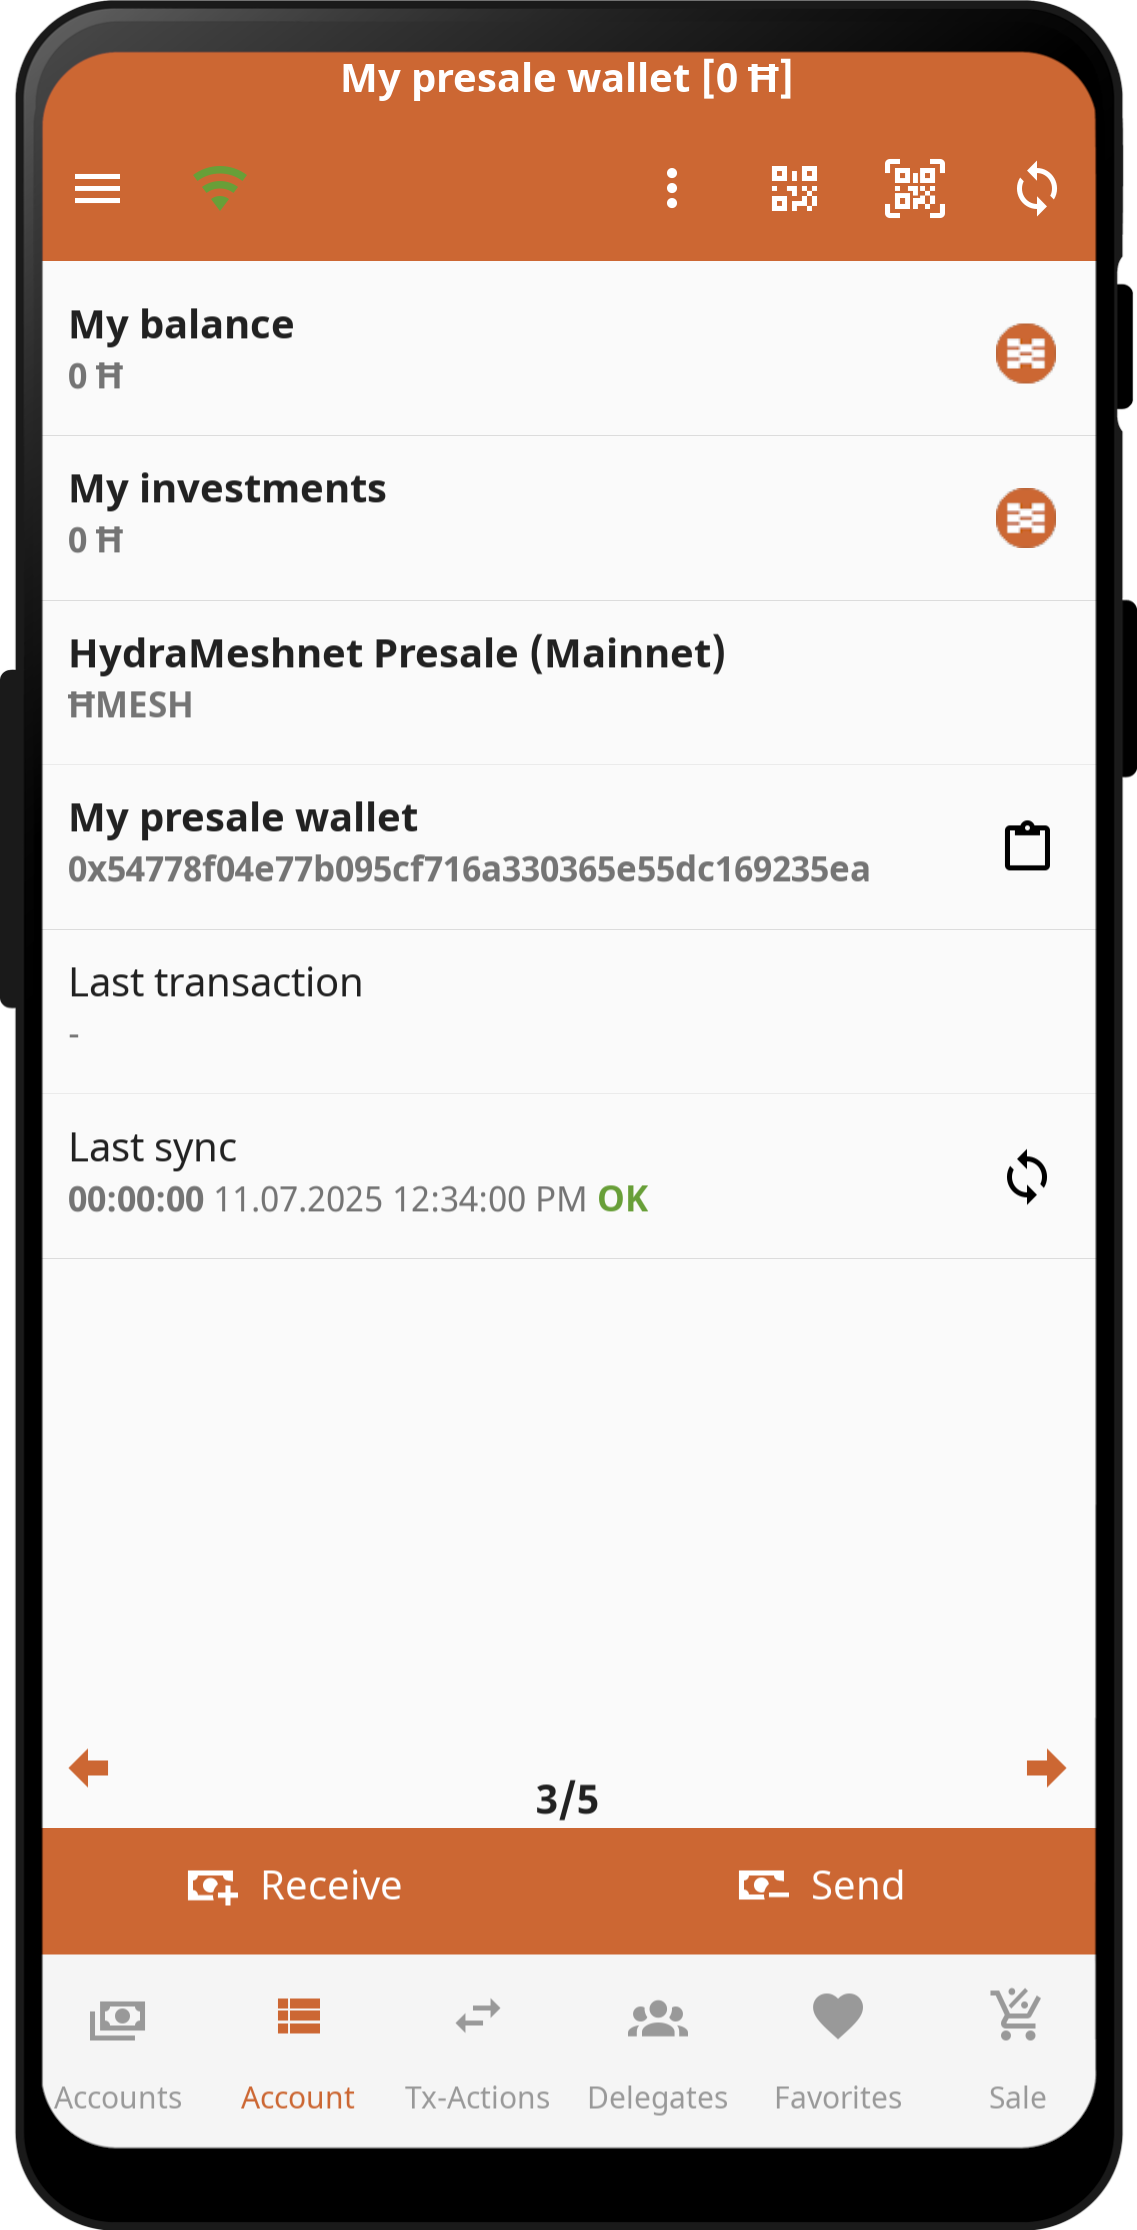 My presale wallet [0 Ħ]
My balance
0 Ħ
My investments
0 Ħ
HydraMeshnet Presale (Mainnet)
ĦMESH
My presale wallet
0x54778f04e77b095cf716a330365e55dc169235ea
Last transaction
-
Last sync
00:00:00 11.07.2025 12:34:00 PM OK
3/5
Receive
Send
Accounts
Account
Tx-Actions
Delegates
Favorites
Sale